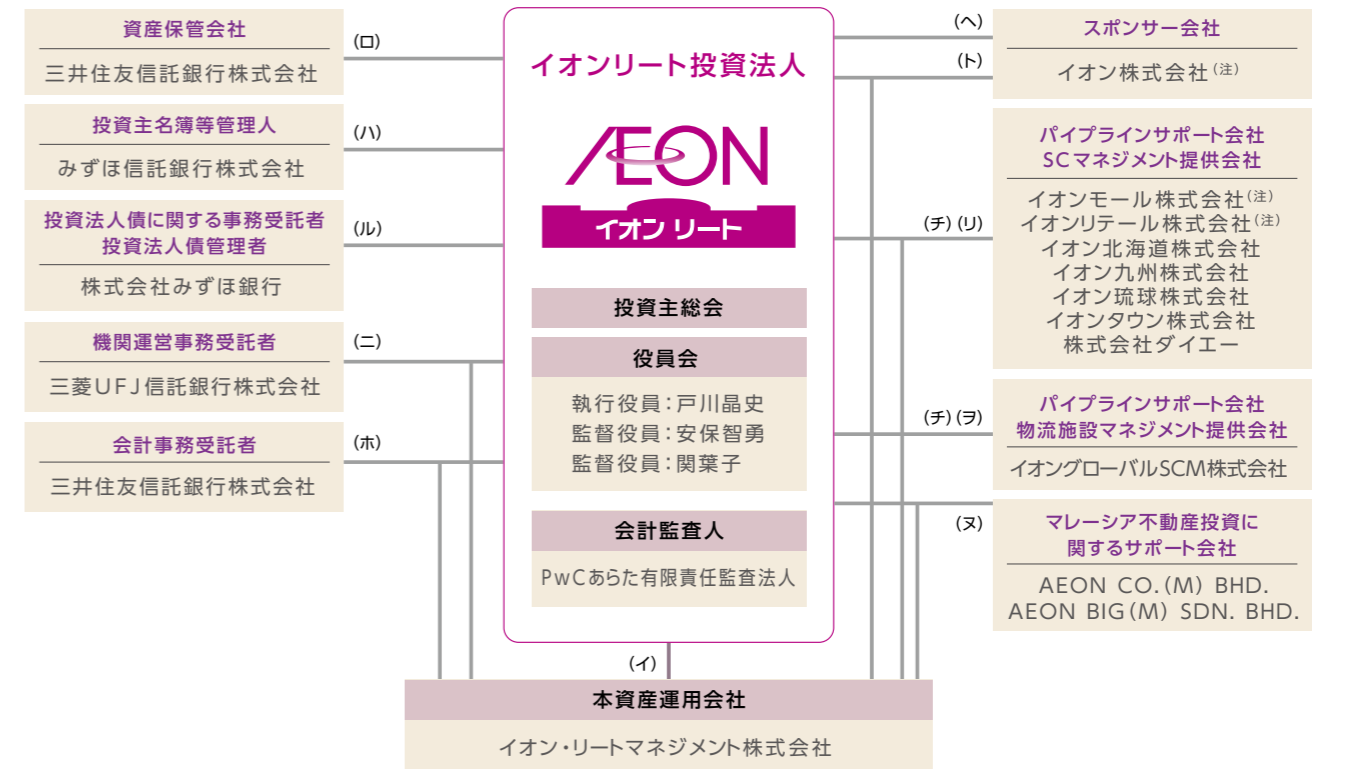 資産保管会社
三井住友信託銀行株式会社
(ロ)
投資主名簿等管理人
みずほ信託銀行株式会社
(ハ)
投資法人債に関する事務受託者
投資法人債管理者
株式会社みずほ銀行
(ル)
機関運営事務受託者
三菱UFJ信託銀行株式会社
(ニ)
会計事務受託者
三井住友信託銀行株式会社
(ホ)
イオンリート投資法人
ÆON
イオン リート
投資主総会
役員会
執行役員：戸川晶史
監督役員：安保智勇
監督役員：関葉子
会計監査人
PwCあらた有限責任監査法人
(イ)
本資産運用会社
イオン・リートマネジメント株式会社
(ヘ)
(ト)
スポンサー会社
イオン株式会社(注)
(チ)(リ)
パイプラインサポート会社
SCマネジメント提供会社
イオンモール株式会社(注)
イオンリテール株式会社(注)
イオン北海道株式会社
イオン九州株式会社
イオン琉球株式会社
イオンタウン株式会社
株式会社ダイエー
(チ)(ヲ)
パイプラインサポート会社
物流施設マネジメント提供会社
イオングローバルSCM株式会社
(ヌ)
マレーシア不動産投資に
関するサポート会社
AEON CO.(M) BHD.
AEON BIG(M) SDN. BHD.